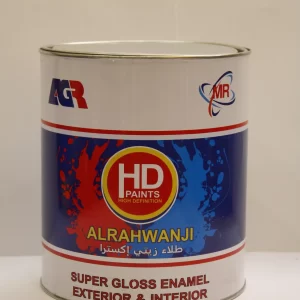 AGR
MR
HD
PAINTS
HIGH DEFINITION
ALRAHWANJI
طلاء زيتي إكسترا
SUPER GLOSS ENAMEL
EXTERIOR & INTERIOR